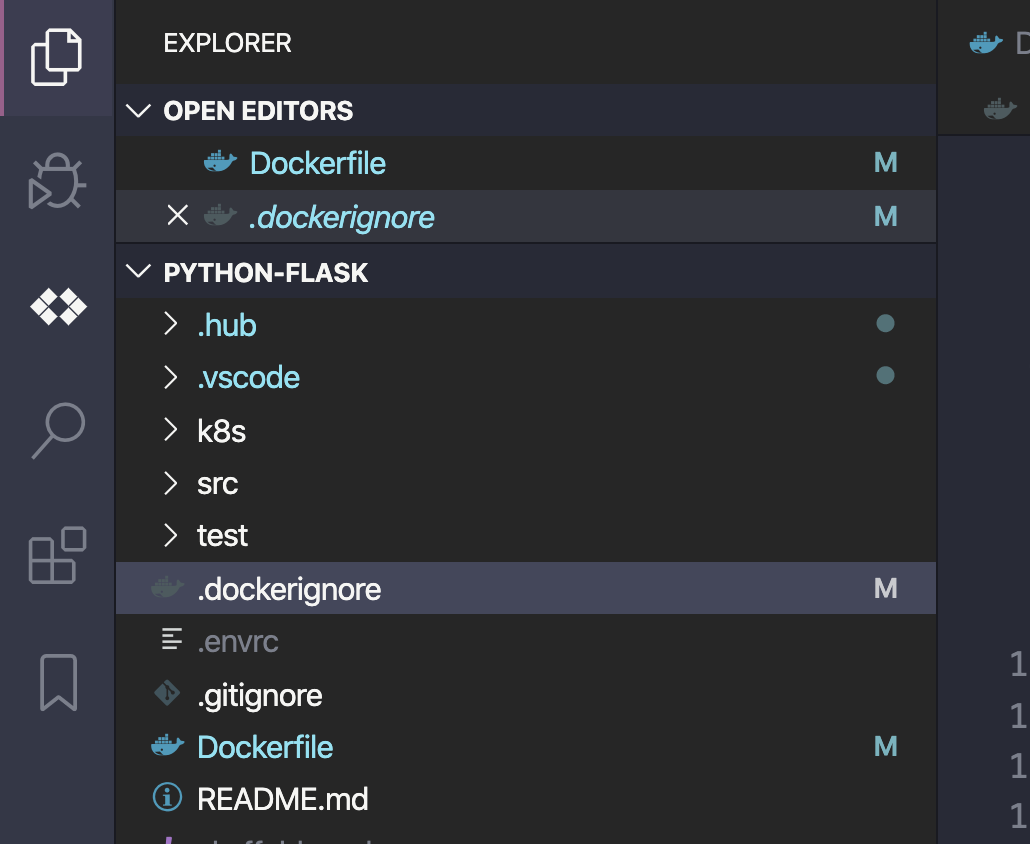 EXPLORER
OPEN EDITORS
Dockerfile M
.dockerignore M
PYTHON-FLASK
.hub
.vscode
k8s
src
test
.dockerignore M
.envrc
.gitignore
Dockerfile M
README.md
D
1
1
1
1